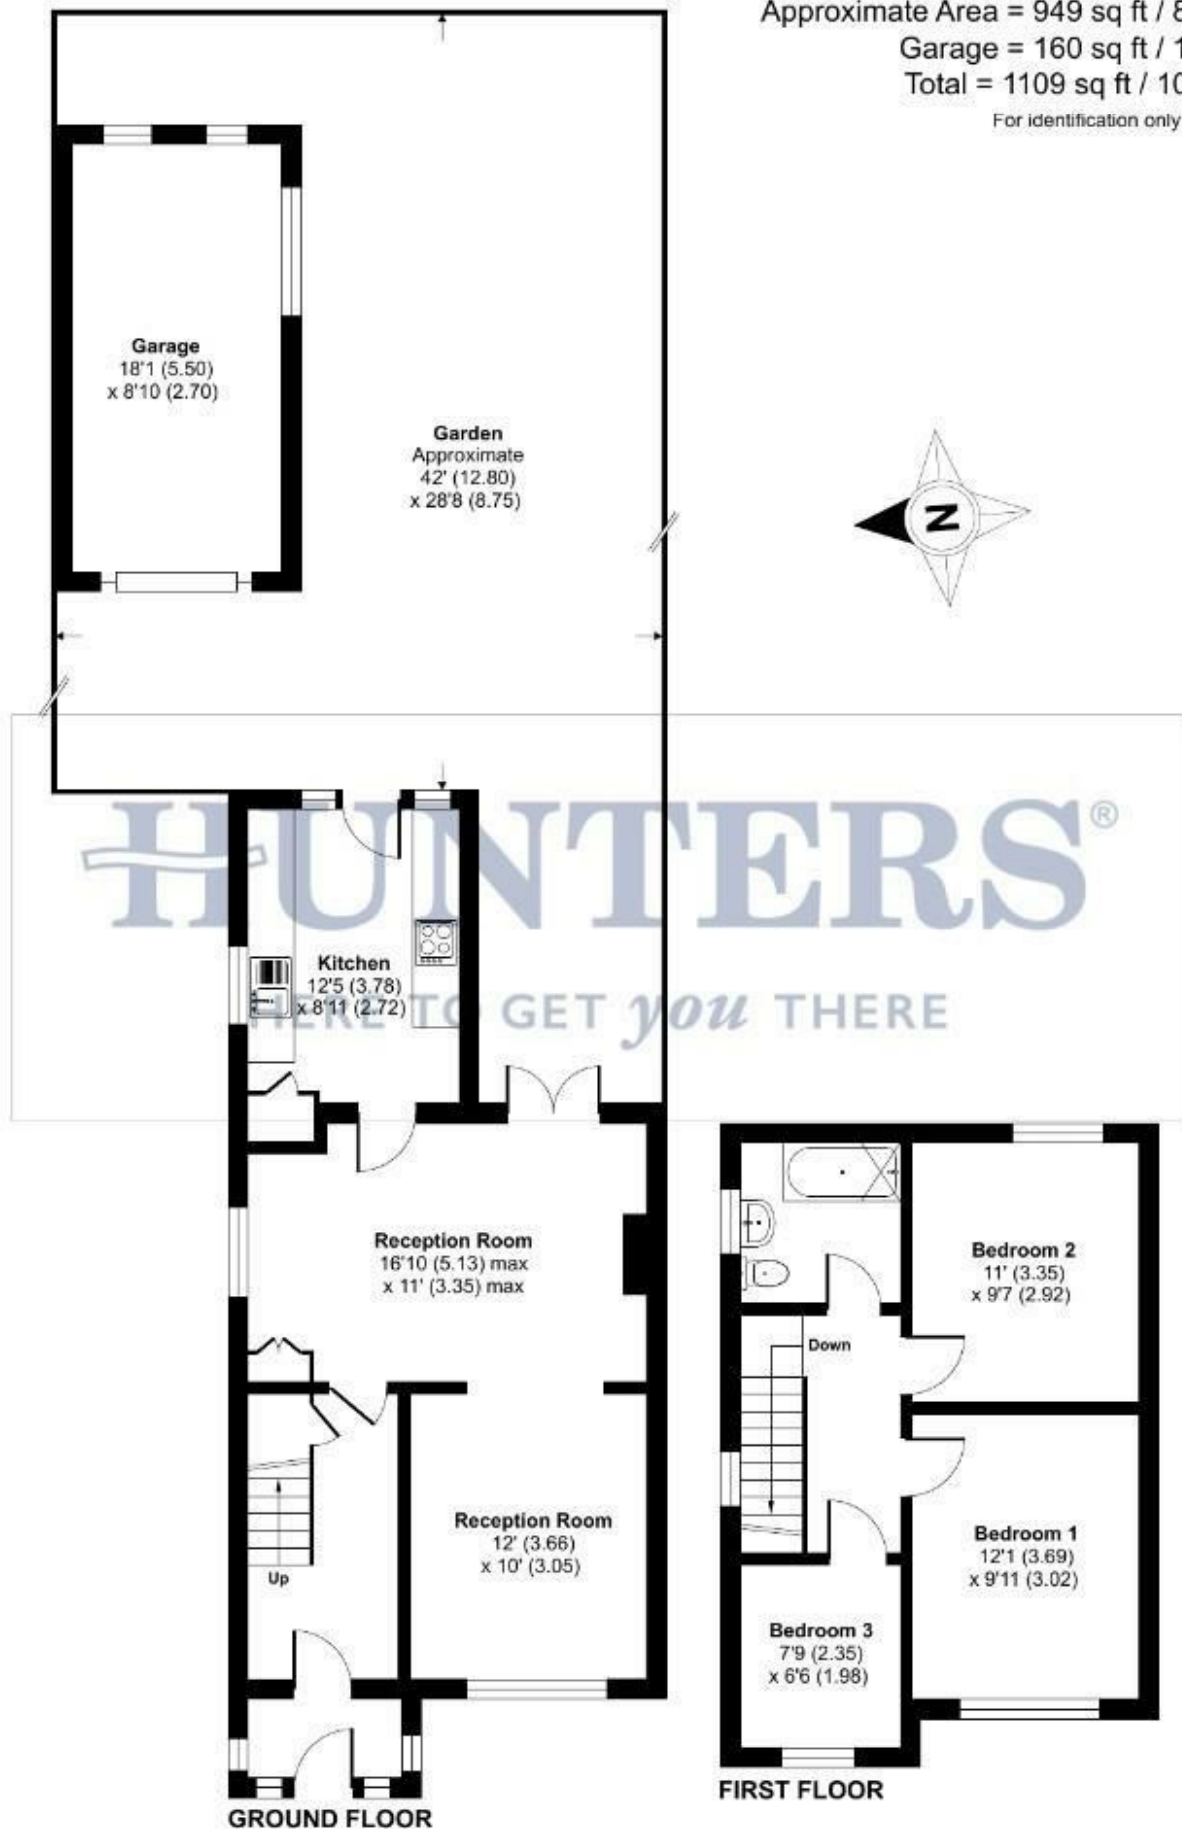 Approximate Area = 949 sq ft / 8
Garage = 160 sq ft / 1
Total = 1109 sq ft / 10
For identification only
Garage
18'1 (5.50)
x 8'10 (2.70)
Garden
Approximate
42' (12.80)
x 28'8 (8.75)
N
HUNTERS®
HERE TO GET you THERE
Kitchen
12'5 (3.78)
x 8'11 (2.72)
Reception Room
16'10 (5.13) max
x 11' (3.35) max
Bedroom 2
11' (3.35)
x 9'7 (2.92)
Down
Reception Room
12' (3.66)
x 10' (3.05)
Up
Bedroom 1
12'1 (3.69)
x 9'11 (3.02)
Bedroom 3
7'9 (2.35)
x 6'6 (1.98)
FIRST FLOOR
GROUND FLOOR